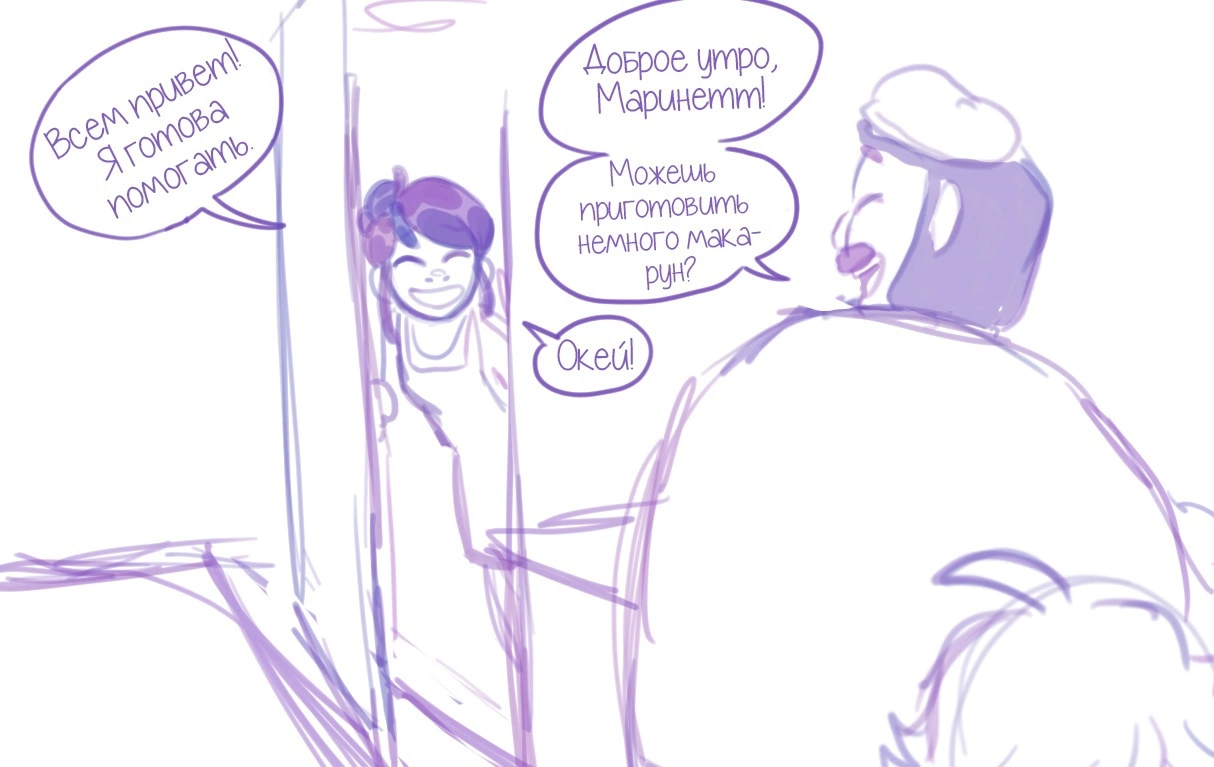 Всем привет!
Я готова
помогать.
Доброе утро,
Маринетт!
Можешь
приготовить
немного мака-
рун?
Окей!